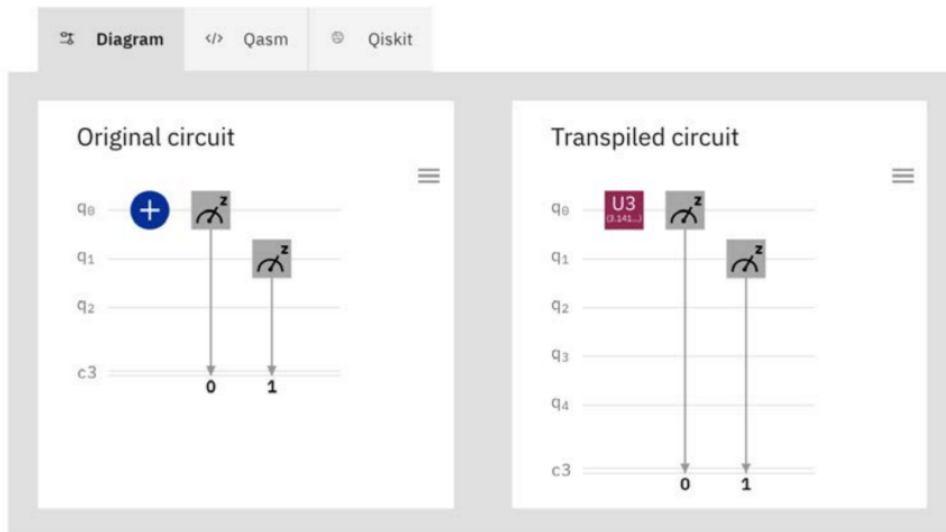 Diagram
</> Qasm
Qiskit
Original circuit
q₀ + z
q₁ z
q₂
c3
0 1
Transpiled circuit
q₀ U3 z
(3.141...)
q₁ z
q₂
q₃
q₄
c3
0 1